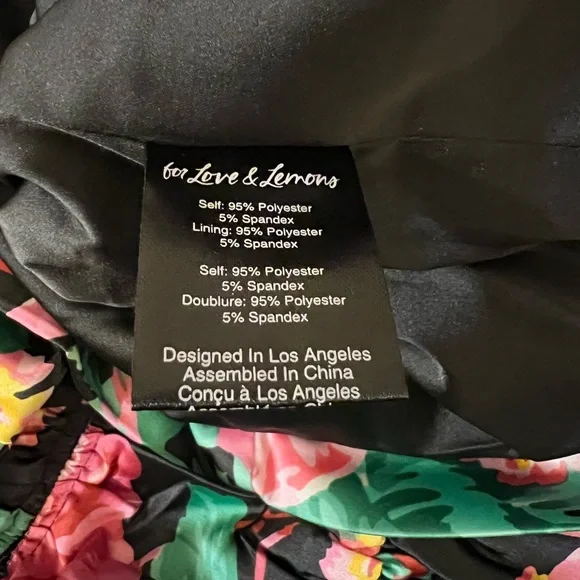 for Love & Lemons
Self: 95% Polyester
5% Spandex
Lining: 95% Polyester
5% Spandex
Self: 95% Polyester
5% Spandex
Doublure: 95% Polyester
5% Spandex
Designed In Los Angeles
Assembled In China
Conçu à Los Angeles